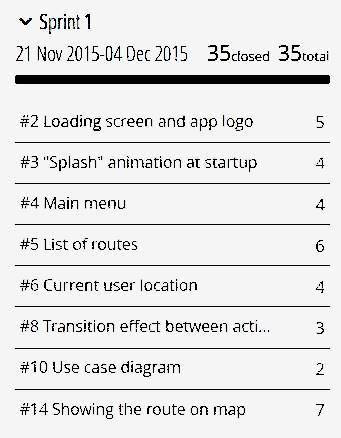 Sprint 1
21 Nov 2015-04 Dec 2015 35closed 35total
#2 Loading screen and app logo 5
#3 "Splash" animation at startup 4
#4 Main menu 4
#5 List of routes 6
#6 Current user location 4
#8 Transition effect between acti... 3
#10 Use case diagram 2
#14 Showing the route on map 7